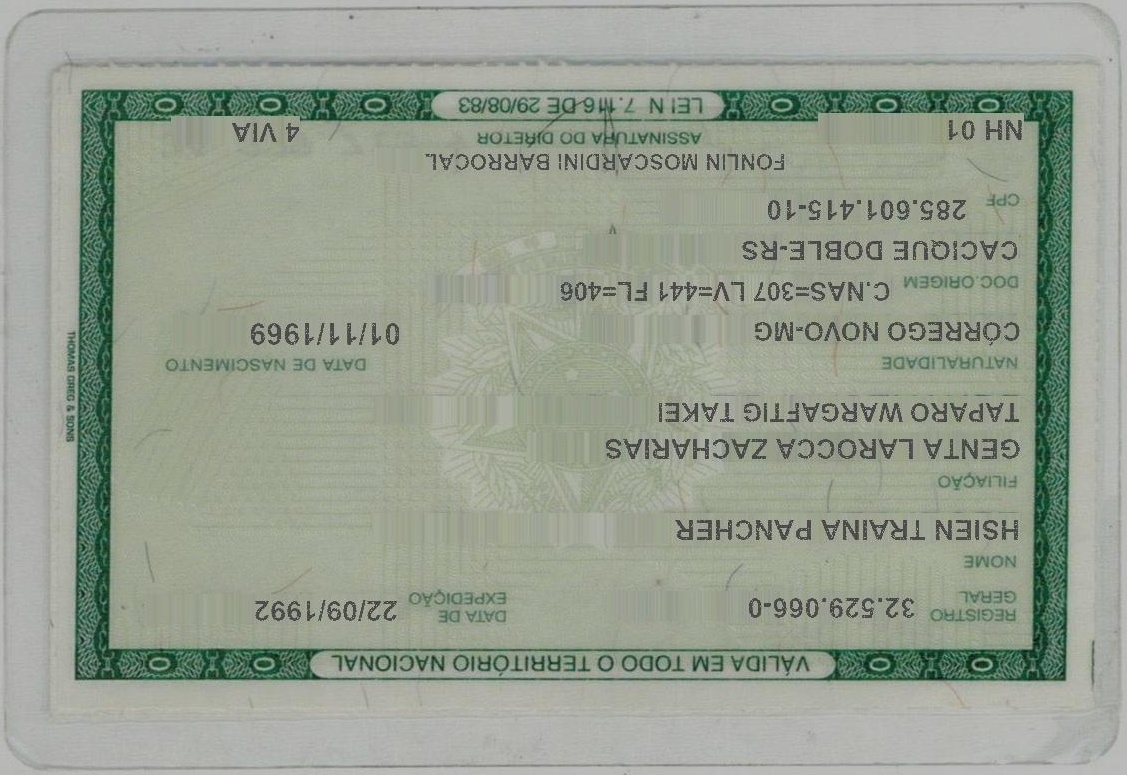 VÁLIDA EM TODO O TERRITÓRIO NACIONAL
REGISTRO GERAL 32.529.066-0 DATA DE EXPEDIÇÃO 22/09/1992
NOME
HSIEN TRAINA PANCHER
FILIAÇÃO
GENTA LAROCCA ZACHARIAS
TAPARO WARGAFTIG TAKEI
NATURALIDADE DATA DE NASCIMENTO
CÓRREGO NOVO-MG 01/11/1969
DOC.ORIGEM C.NAS=307 LV=441 FL=406
CACIQUE DOBLE-RS
CPF 285.601.415-10
FONLIN MOSCARDINI BARROCAL
NH 01 ASSINATURA DO DIRETOR 4 VIA
LEI N 7.116 DE 29/08/83
THOMAS GREG & SONS